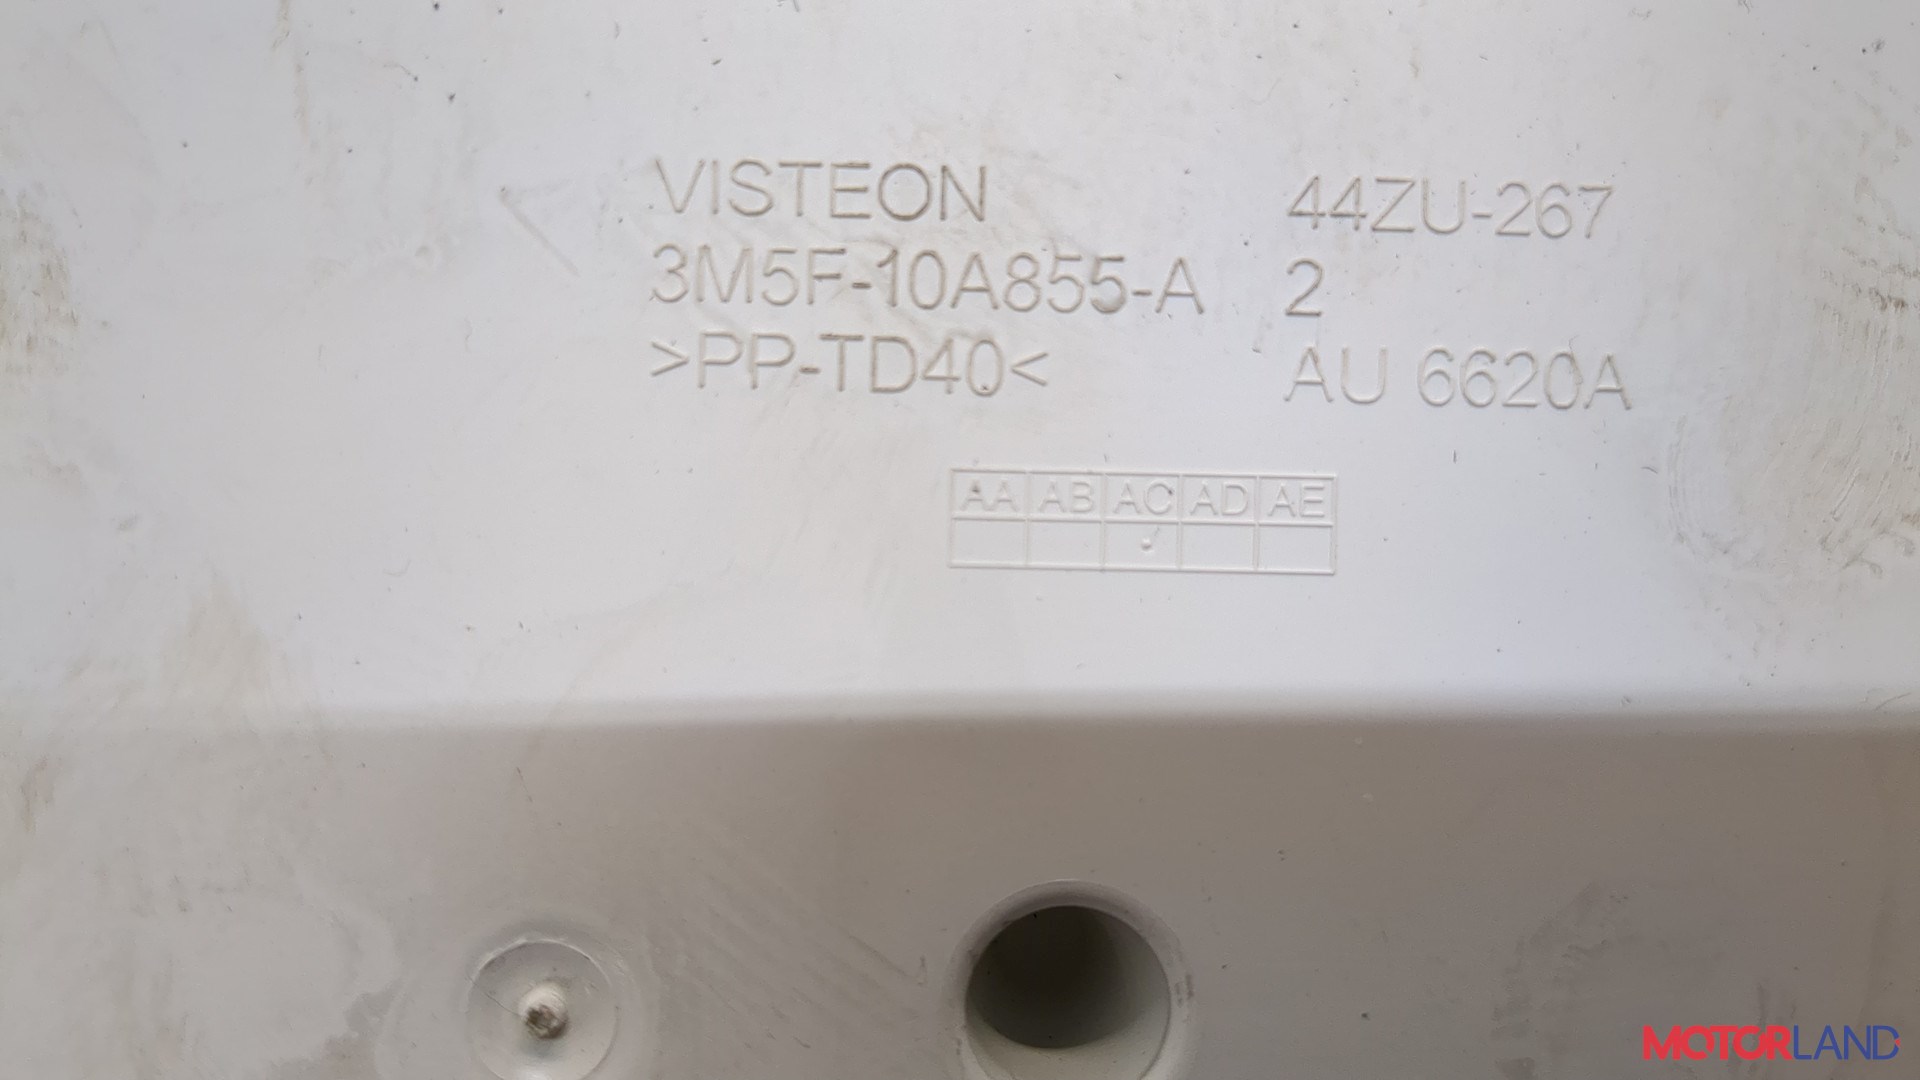 VISTEON
3M5F-10A855-A
>PP-TD40<
44ZU-267
2
AU 6620A
AA AB AC AD AE
MOTORLAND